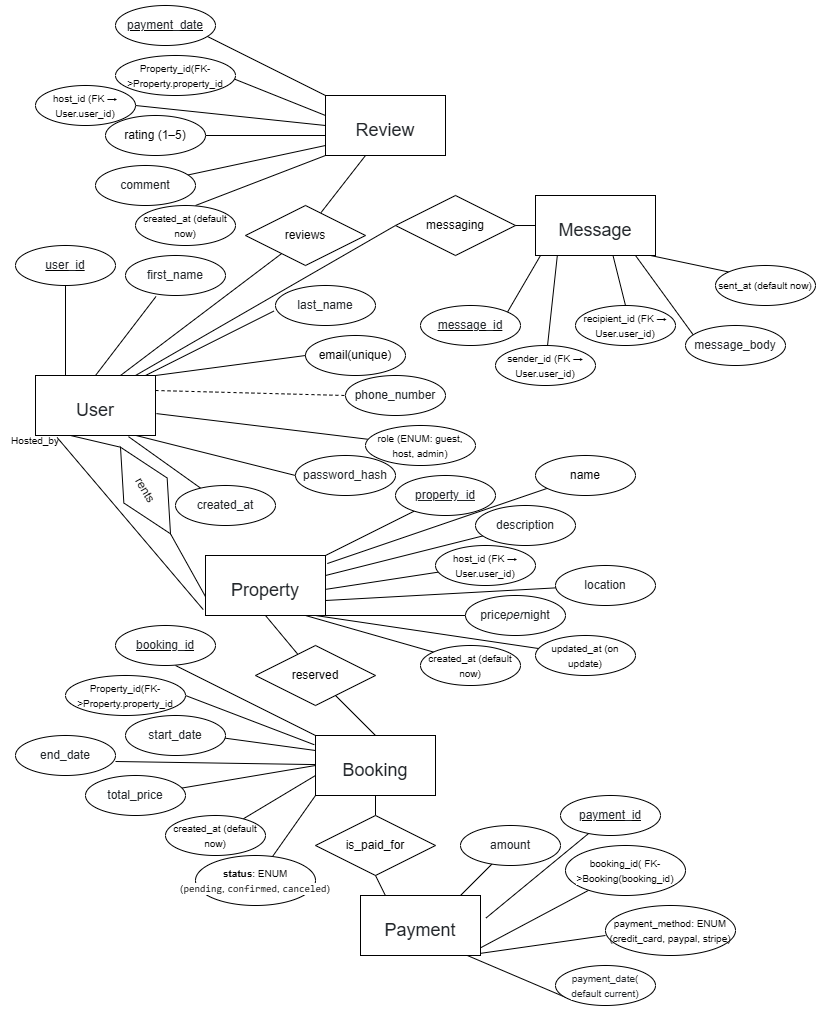 payment_date
Property_id(FK-
>Property.property_id
host_id (FK →
User.user_id)
rating (1–5)
comment
created_at (default
now)
Review
reviews
messaging
Message
message_id
sender_id (FK →
User.user_id)
recipient_id (FK →
User.user_id)
message_body
sent_at (default now)
user_id
first_name
last_name
email(unique)
phone_number
role (ENUM: guest,
host, admin)
password_hash
created_at
User
Hosted_by
rents
Property
property_id
name
description
host_id (FK →
User.user_id)
location
pricepernight
updated_at (on
update)
created_at (default
now)
reserved
booking_id
Property_id(FK-
>Property.property_id
start_date
end_date
total_price
created_at (default
now)
status: ENUM
(pending, confirmed, canceled)
Booking
is_paid_for
Payment
amount
payment_id
booking_id( FK-
>Booking(booking_id)
payment_method: ENUM
(credit_card, paypal, stripe)
payment_date(
default current)